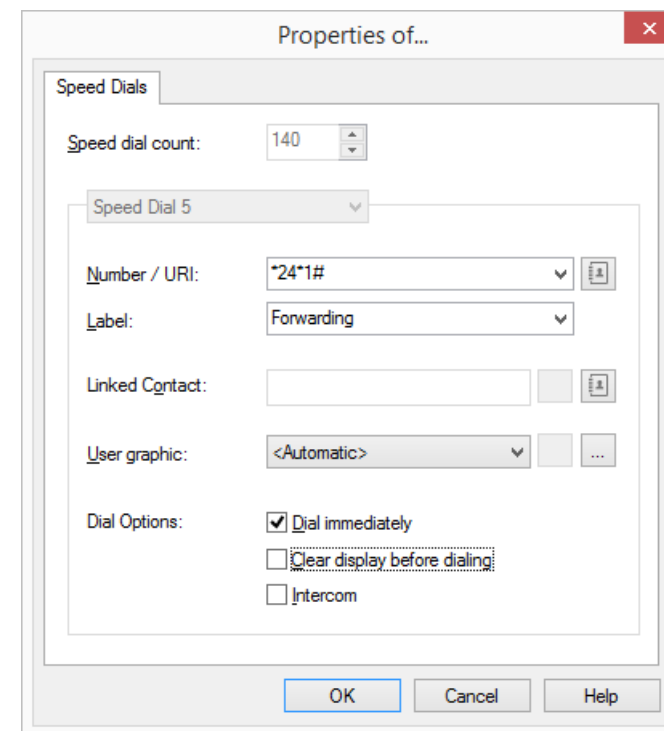 Properties of...
Speed Dials
Speed dial count: 140
Speed Dial 5
Number / URI: *24*1#
Label: Forwarding
Linked Contact:
User graphic: <Automatic> ...
Dial Options: Dial immediately
Clear display before dialing
Intercom
OK Cancel Help